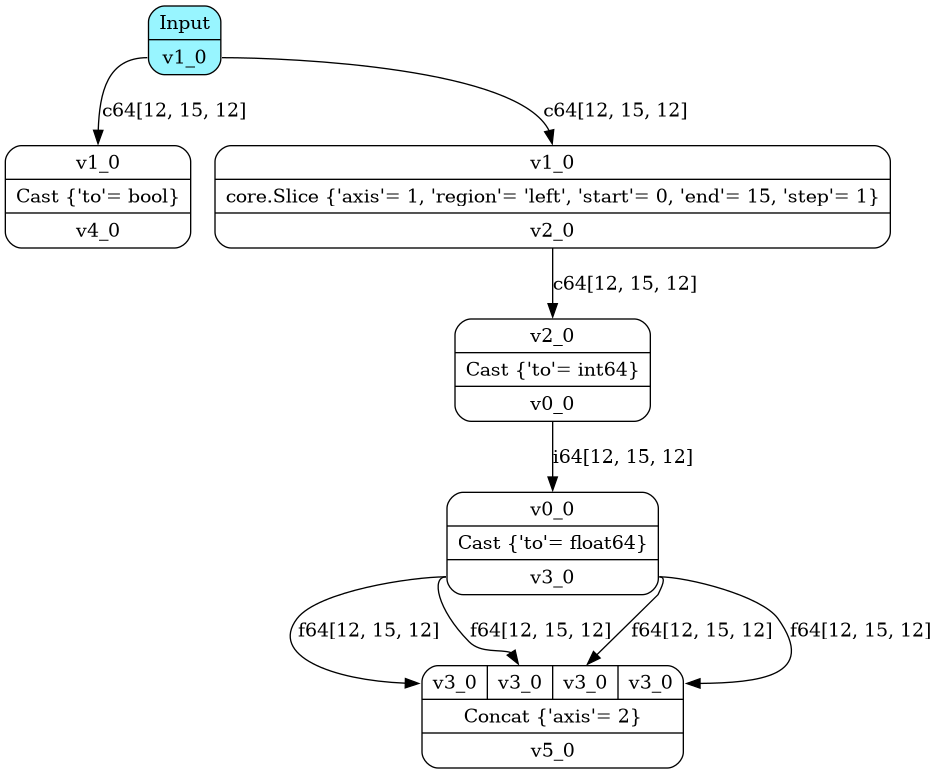 Input
v1_0
c64[12, 15, 12]
c64[12, 15, 12]
v1_0
Cast {'to'= bool}
v4_0
v1_0
core.Slice {'axis'= 1, 'region'= 'left', 'start'= 0, 'end'= 15, 'step'= 1}
v2_0
c64[12, 15, 12]
v2_0
Cast {'to'= int64}
v0_0
i64[12, 15, 12]
v0_0
Cast {'to'= float64}
v3_0
f64[12, 15, 12]
f64[12, 15, 12]
f64[12, 15, 12]
f64[12, 15, 12]
v3_0
v3_0
v3_0
v3_0
Concat {'axis'= 2}
v5_0